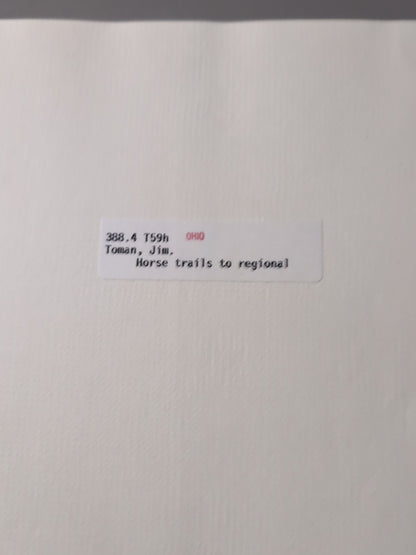 388.4 T59h OHIO
Toman, Jim.
Horse trails to regional